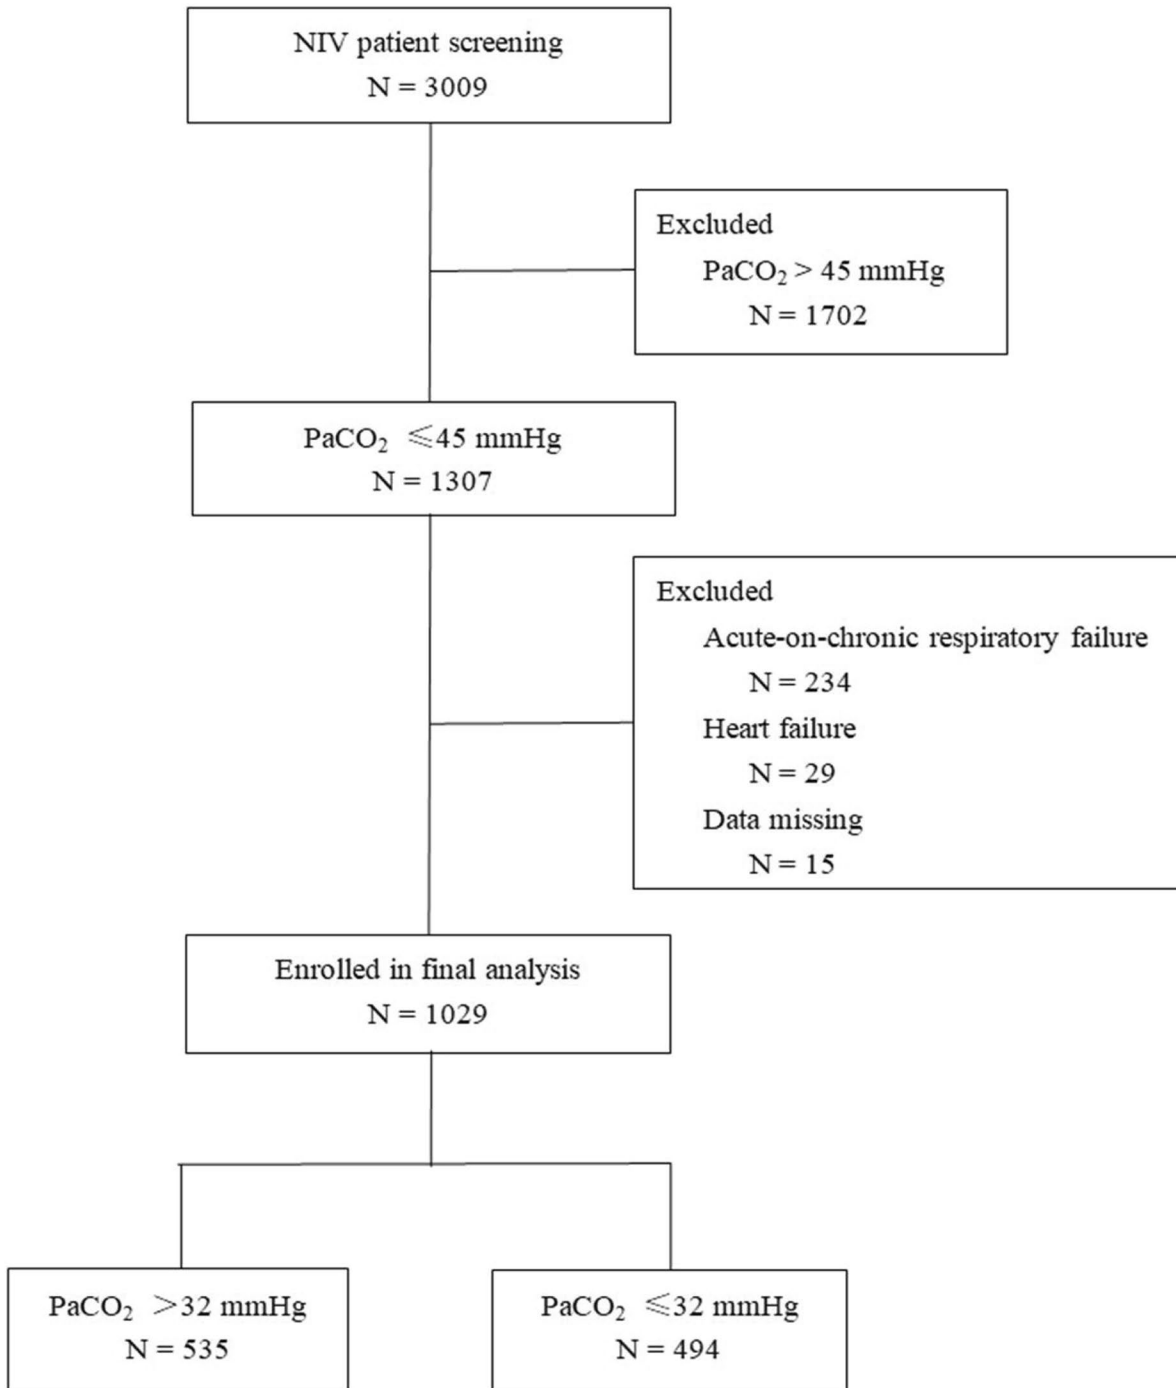 NIV patient screening
N = 3009
Excluded
PaCO₂ > 45 mmHg
N = 1702
PaCO₂ ⩽45 mmHg
N = 1307
Excluded
Acute-on-chronic respiratory failure
N = 234
Heart failure
N = 29
Data missing
N = 15
Enrolled in final analysis
N = 1029
PaCO₂ >32 mmHg
N = 535
PaCO₂ ⩽32 mmHg
N = 494